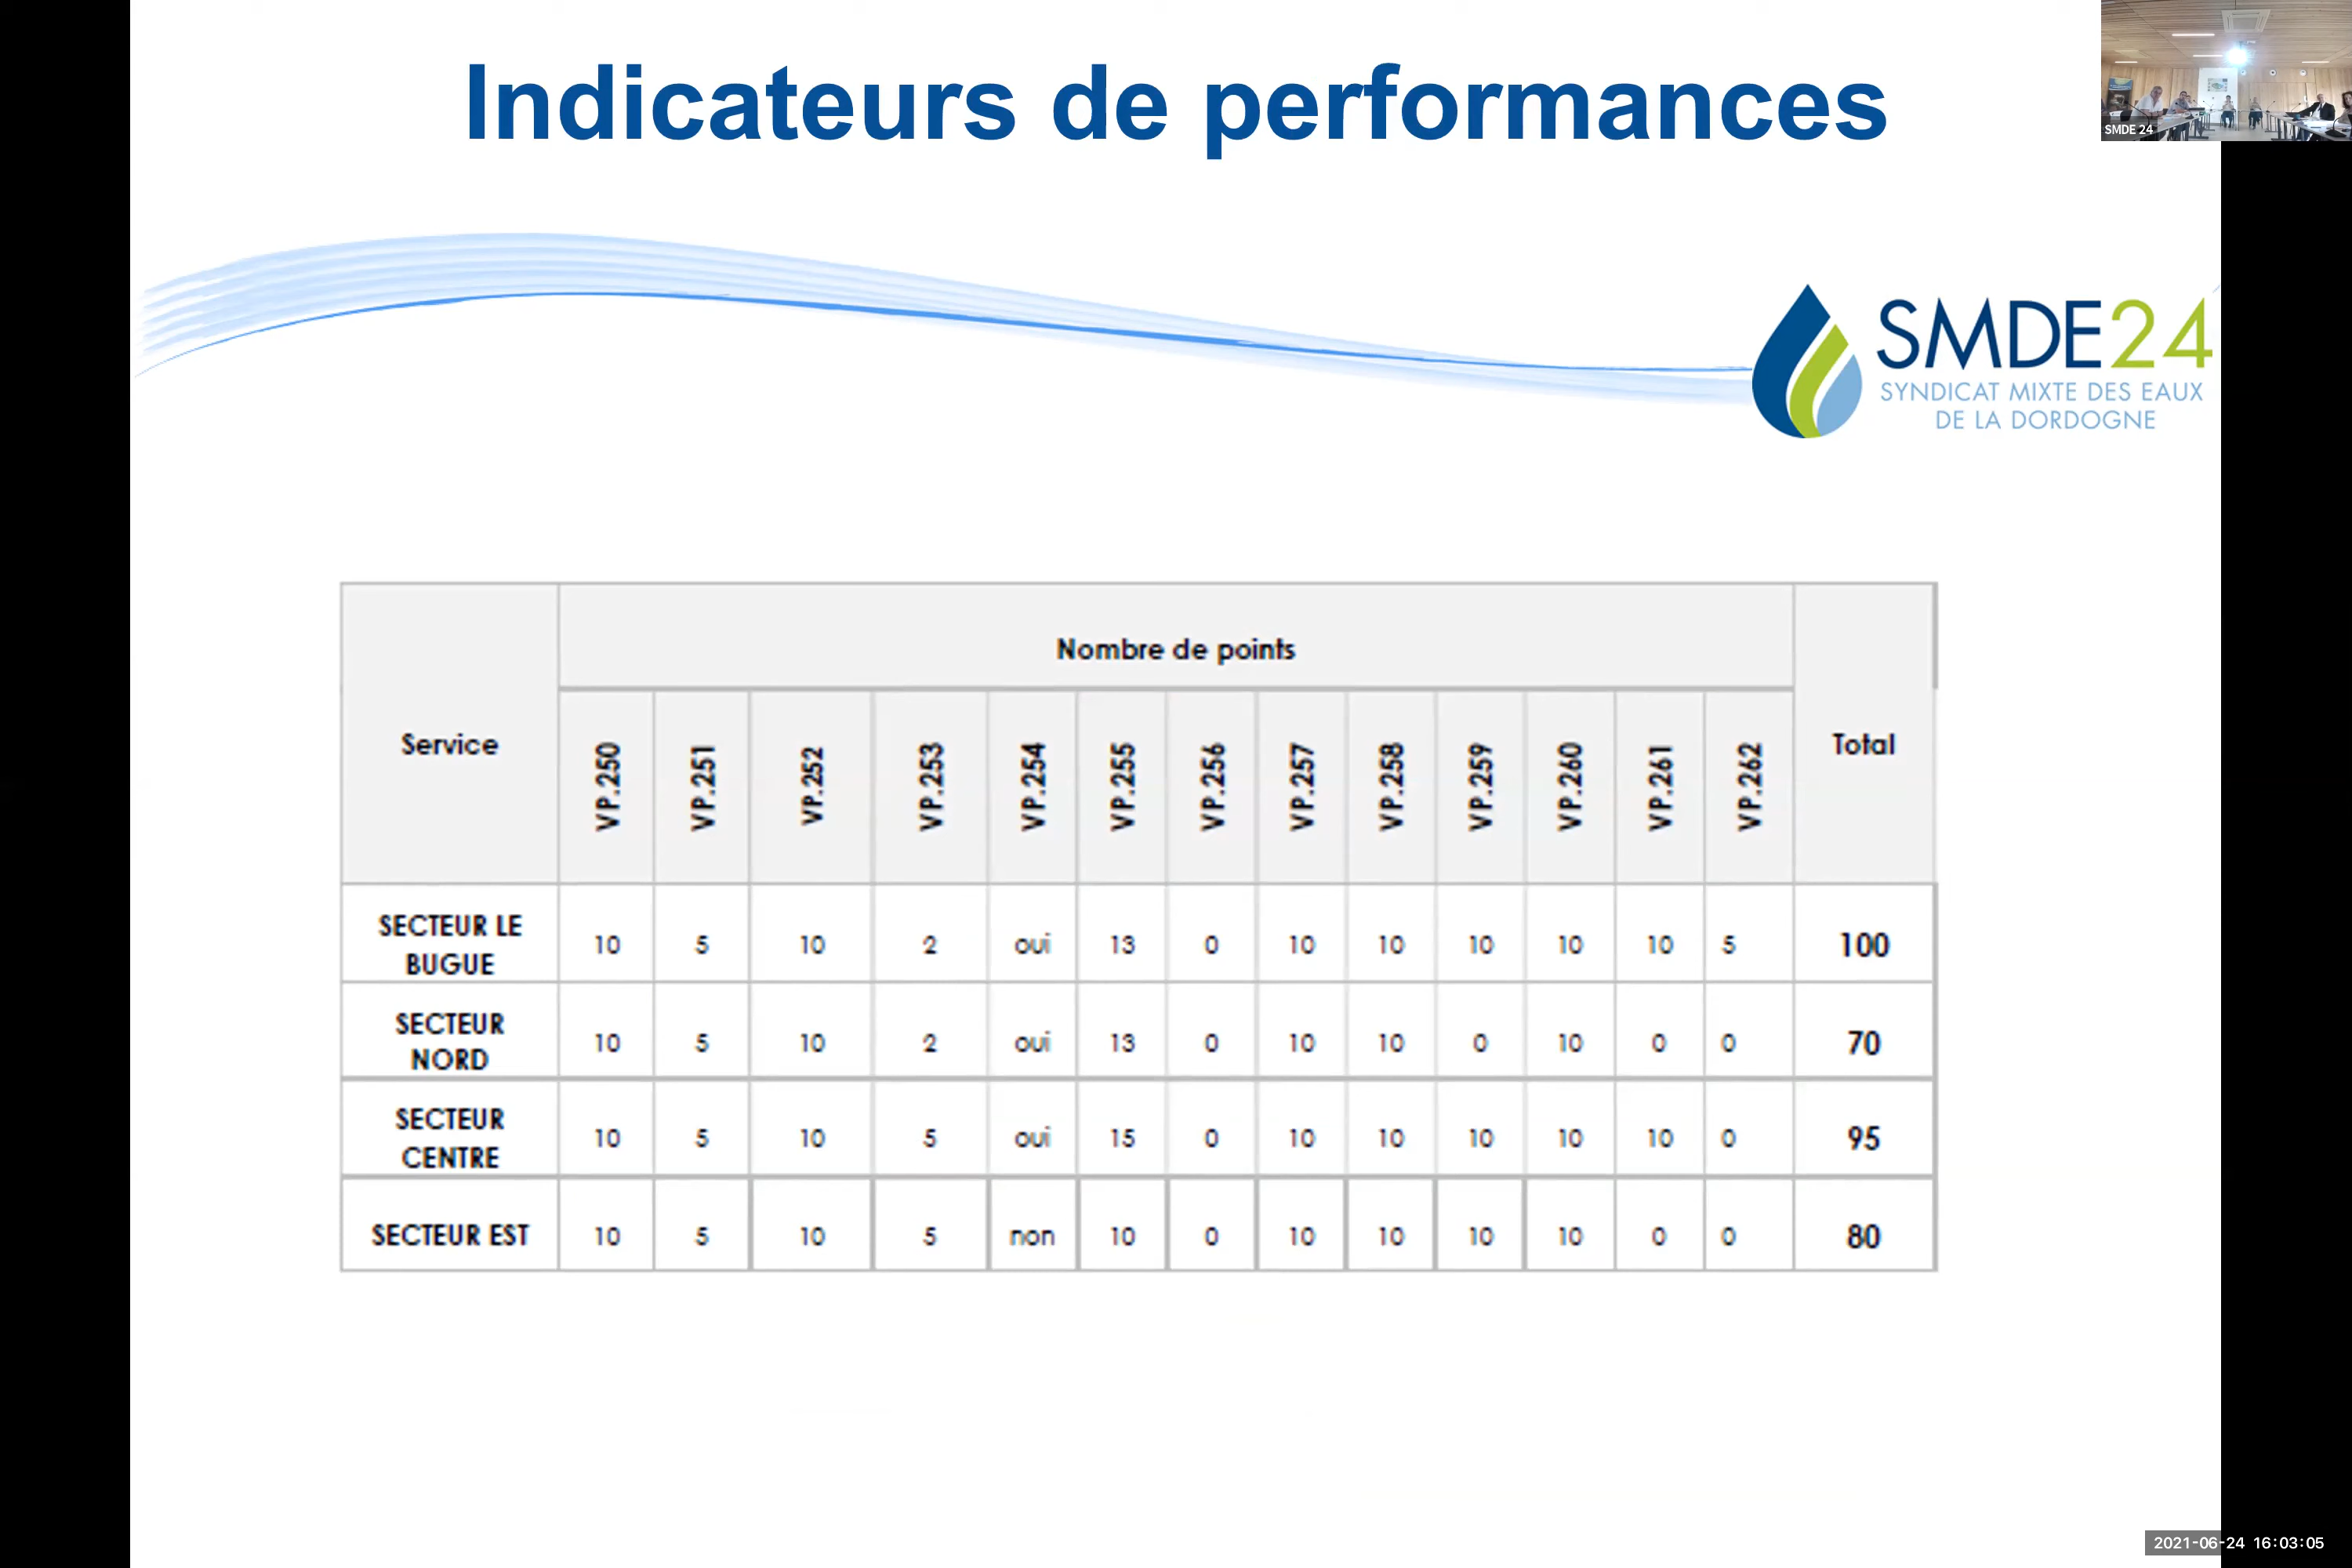 Indicateurs de performances
SMDE 24
SMDE24
SYNDICAT MIXTE DES EAUX
DE LA DORDOGNE
Service
Nombre de points
Total
VP.250 VP.251 VP.252 VP.253 VP.254 VP.255 VP.256 VP.257 VP.258 VP.259 VP.260 VP.261 VP.262
SECTEUR LE
BUGUE
10 5 10 2 oui 13 0 10 10 10 10 10 5 100
SECTEUR
NORD
10 5 10 2 oui 13 0 10 10 0 10 0 0 70
SECTEUR
CENTRE
10 5 10 5 oui 15 0 10 10 10 10 10 0 95
SECTEUR EST 10 5 10 5 non 10 0 10 10 10 10 0 0 80
2021-06-24 16:03:05